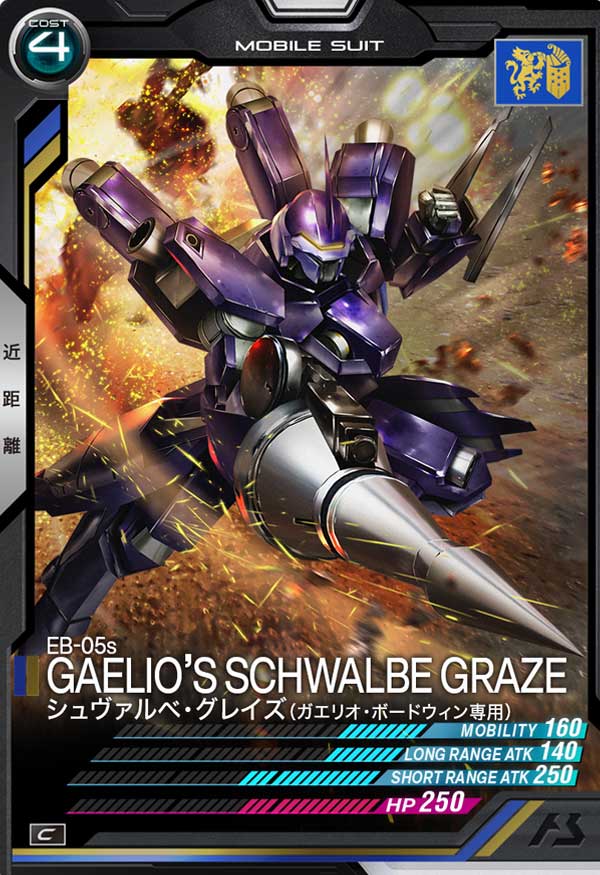 COST
4
MOBILE SUIT
近距離
EB-05s
GAELIO'S SCHWALBE GRAZE
シュヴァルベ・グレイズ(ガエリオ・ボードウィン専用)
MOBILITY 160
LONG RANGE ATK 140
SHORT RANGE ATK 250
HP 250
C